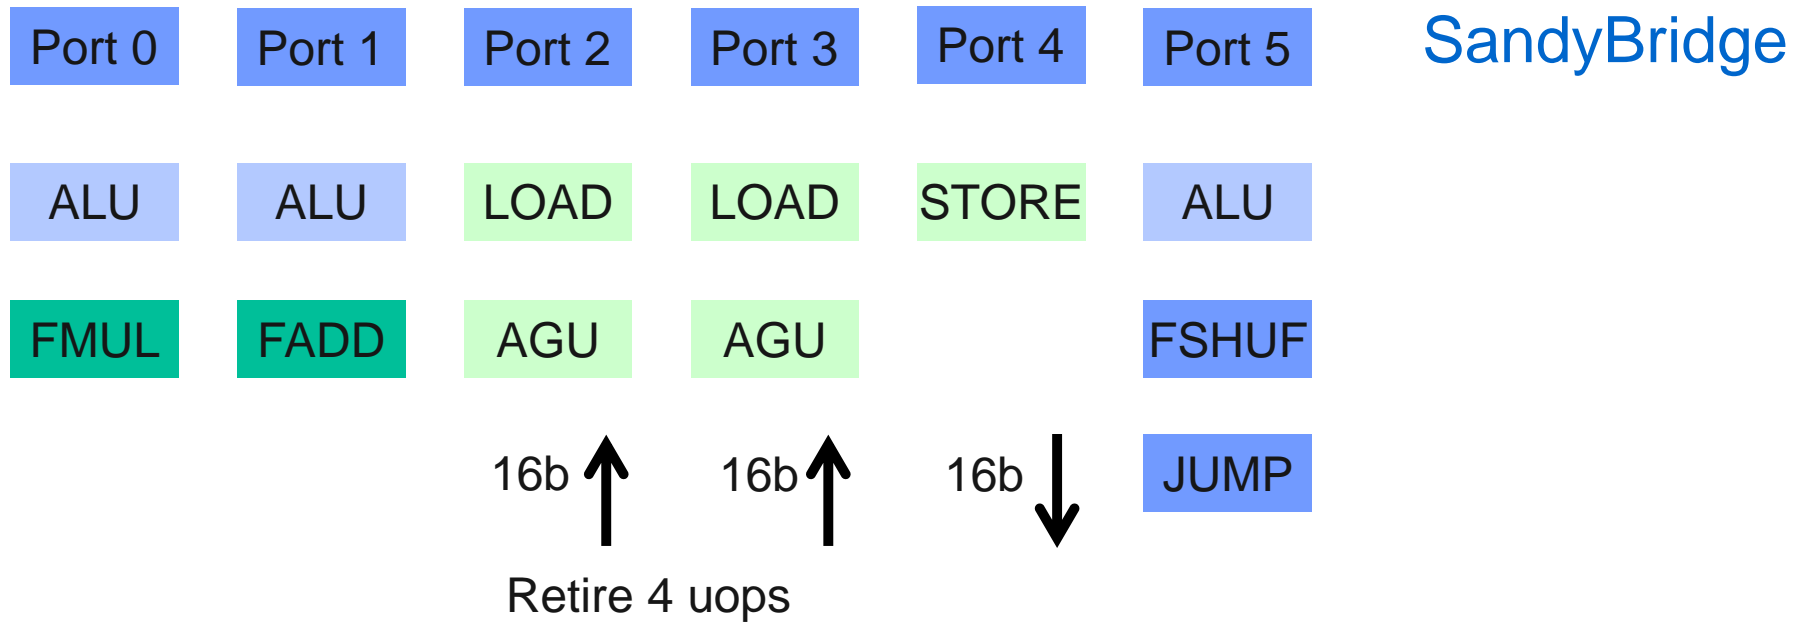 Port 0 Port 1 Port 2 Port 3 Port 4 Port 5 SandyBridge
ALU ALU LOAD LOAD STORE ALU
FMUL FADD AGU AGU FSHUF
16b 16b 16b JUMP
Retire 4 uops